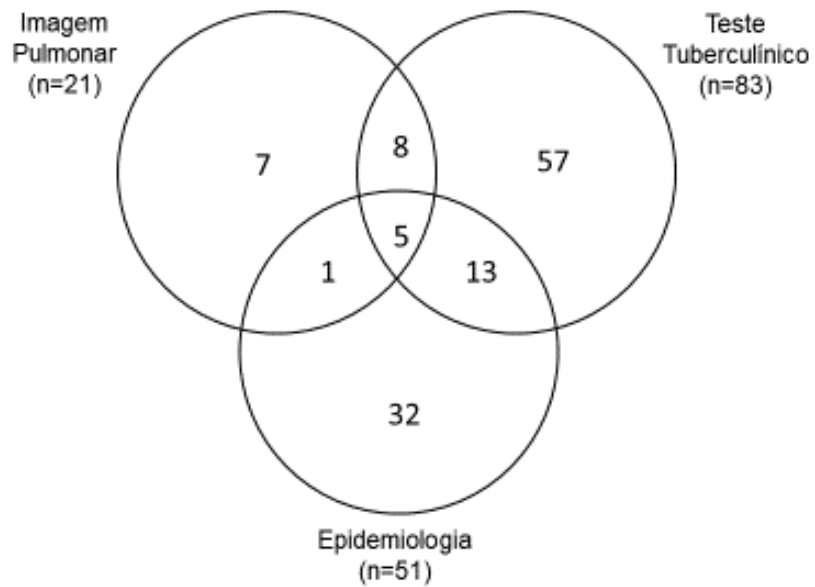 Imagem
Pulmonar
(n=21)
Teste
Tuberculínico
(n=83)
8
7
57
5
1
13
32
Epidemiologia
(n=51)